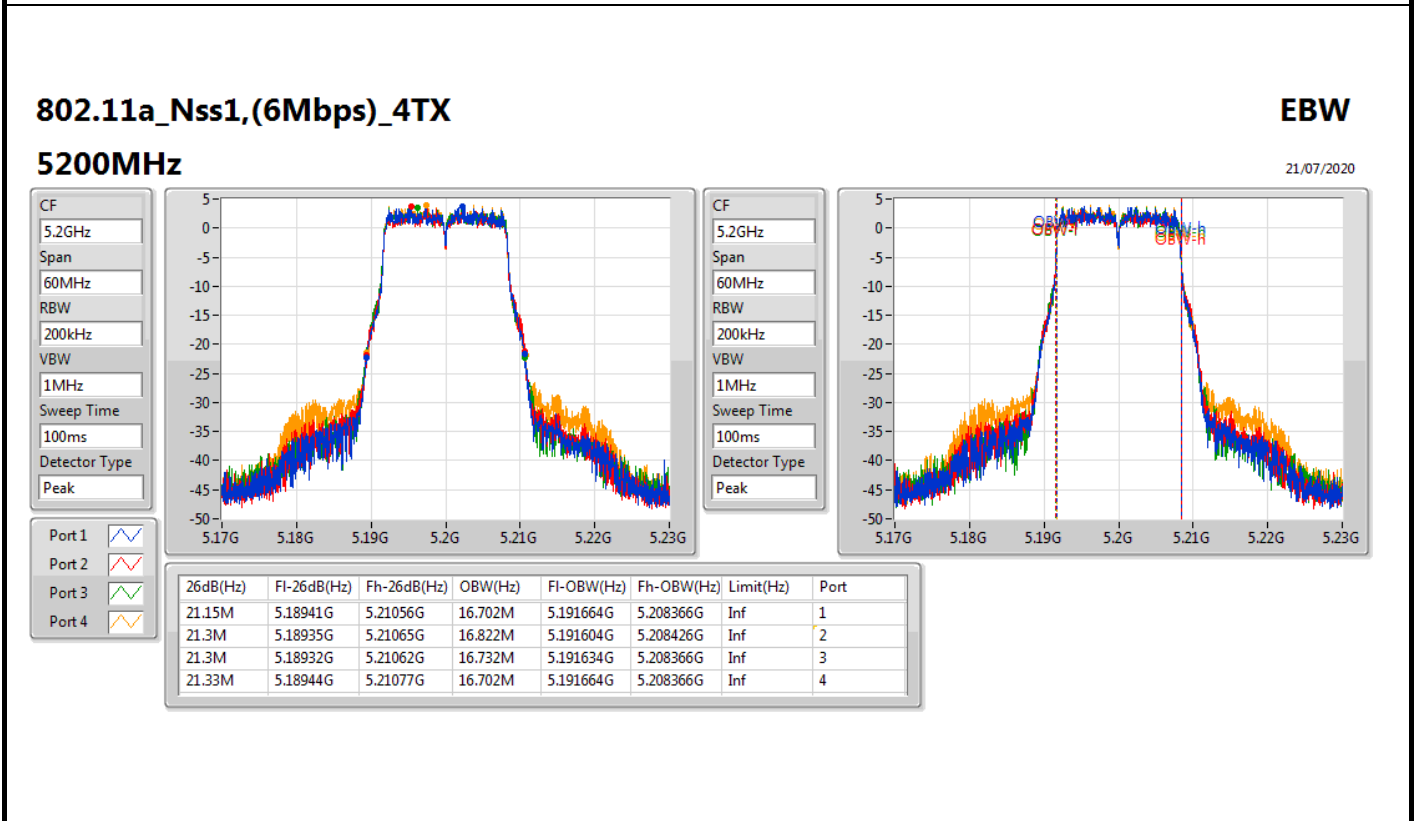 802.11a_Nss1,(6Mbps)_4TX
EBW
5200MHz
21/07/2020
CF
5.2GHz
Span
60MHz
RBW
200kHz
VBW
1MHz
Sweep Time
100ms
Detector Type
Peak
Port 1
Port 2
Port 3
Port 4
5
0
-5
-10
-15
-20
-25
-30
-35
-40
-45
-50
5.17G 5.18G 5.19G 5.2G 5.21G 5.22G 5.23G
CF
5.2GHz
Span
60MHz
RBW
200kHz
VBW
1MHz
Sweep Time
100ms
Detector Type
Peak
5
0
-5
-10
-15
-20
-25
-30
-35
-40
-45
-50
OBW-l
OBW-h
OBW-h
5.17G 5.18G 5.19G 5.2G 5.21G 5.22G 5.23G
26dB(Hz) Fl-26dB(Hz) Fh-26dB(Hz) OBW(Hz) Fl-OBW(Hz) Fh-OBW(Hz) Limit(Hz) Port
21.15M 5.18941G 5.21056G 16.702M 5.191664G 5.208366G Inf 1
21.3M 5.18935G 5.21065G 16.822M 5.191604G 5.208426G Inf 2
21.3M 5.18932G 5.21062G 16.732M 5.191634G 5.208366G Inf 3
21.33M 5.18944G 5.21077G 16.702M 5.191664G 5.208366G Inf 4